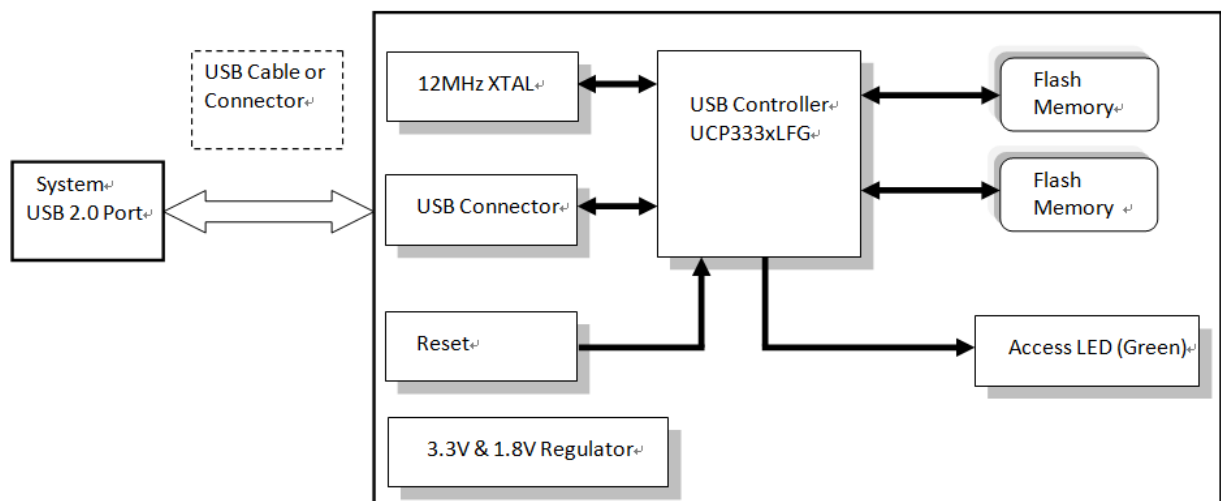 USB Cable or
Connector
System
USB 2.0 Port
12MHz XTAL
USB Connector
Reset
3.3V & 1.8V Regulator
USB Controller
UCP333xLFG
Flash
Memory
Flash
Memory
Access LED (Green)